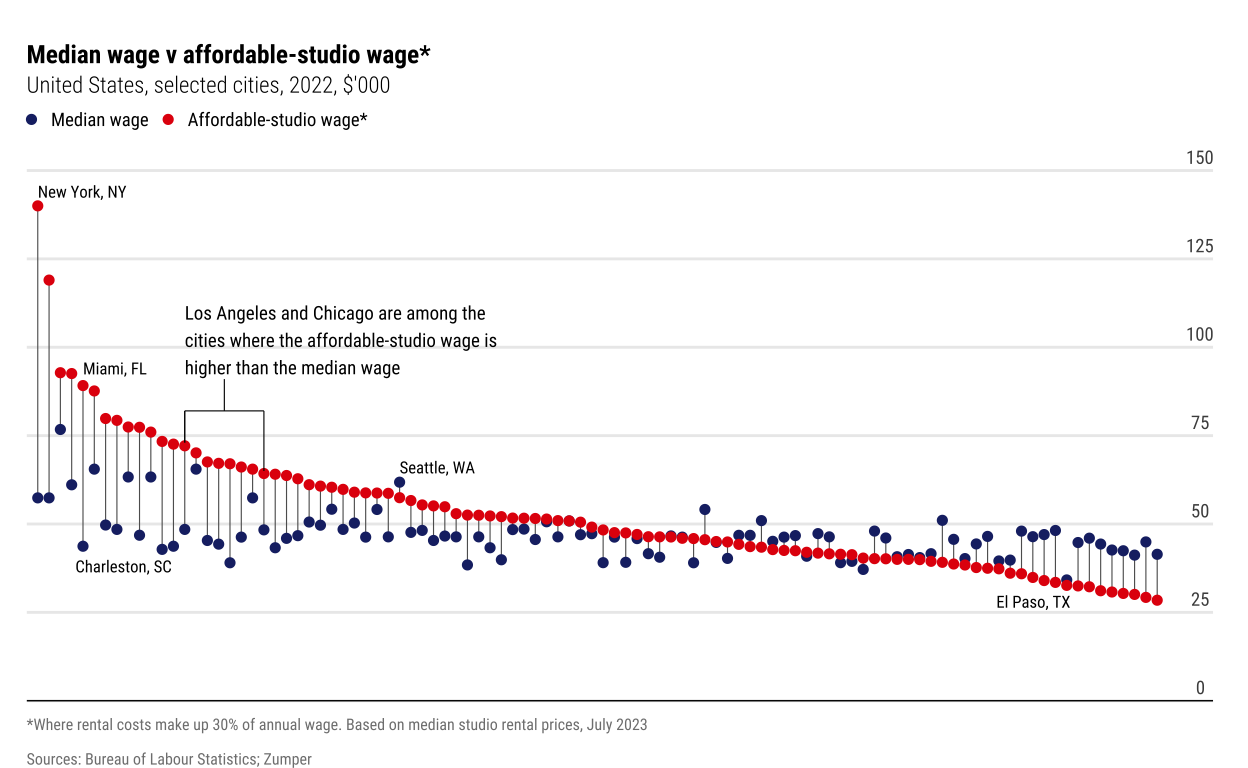 Median wage v affordable-studio wage*
United States, selected cities, 2022, $'000
Median wage
Affordable-studio wage*
150
New York, NY
125
Los Angeles and Chicago are among the
cities where the affordable-studio wage is
higher than the median wage
100
Miami, FL
75
Seattle, WA
50
Charleston, SC
El Paso, TX
25
0
*Where rental costs make up 30% of annual wage. Based on median studio rental prices, July 2023
Sources: Bureau of Labour Statistics; Zumper